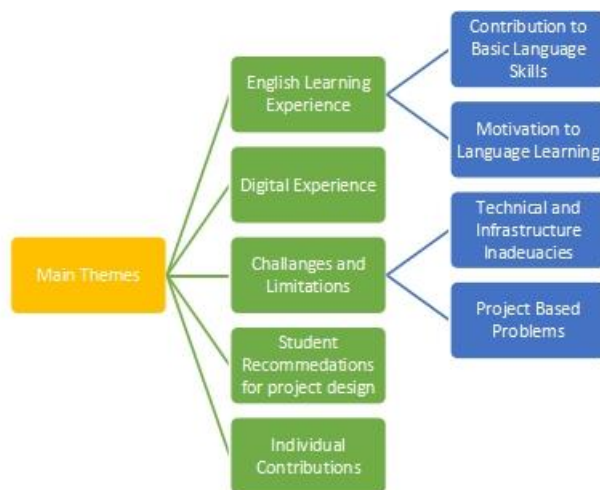 Main Themes
English Learning
Experience
Digital Experience
Challanges and
Limitations
Student
Recommedations
for project design
Individual
Contributions
Contribution to
Basic Language
Skills
Motivation to
Language Learning
Technical and
Infrastructure
Inadeuacies
Project Based
Problems